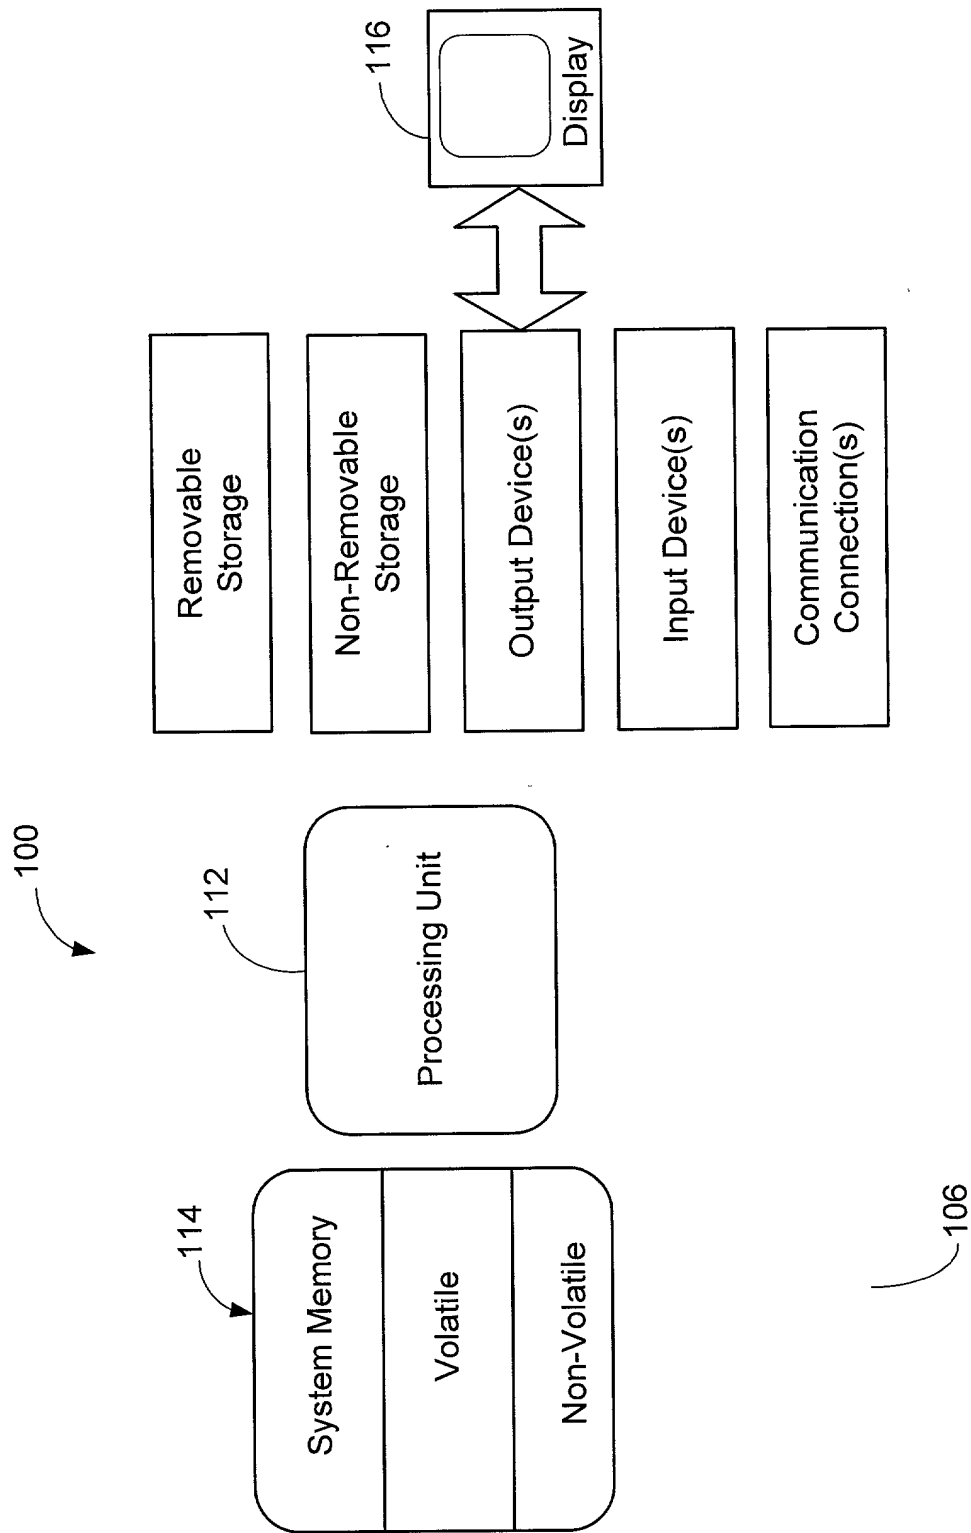 100
114
System Memory
Volatile
Non-Volatile
106
112
Processing Unit
Removable
Storage
Non-Removable
Storage
Output Device(s)
Input Device(s)
Communication
Connection(s)
116
Display